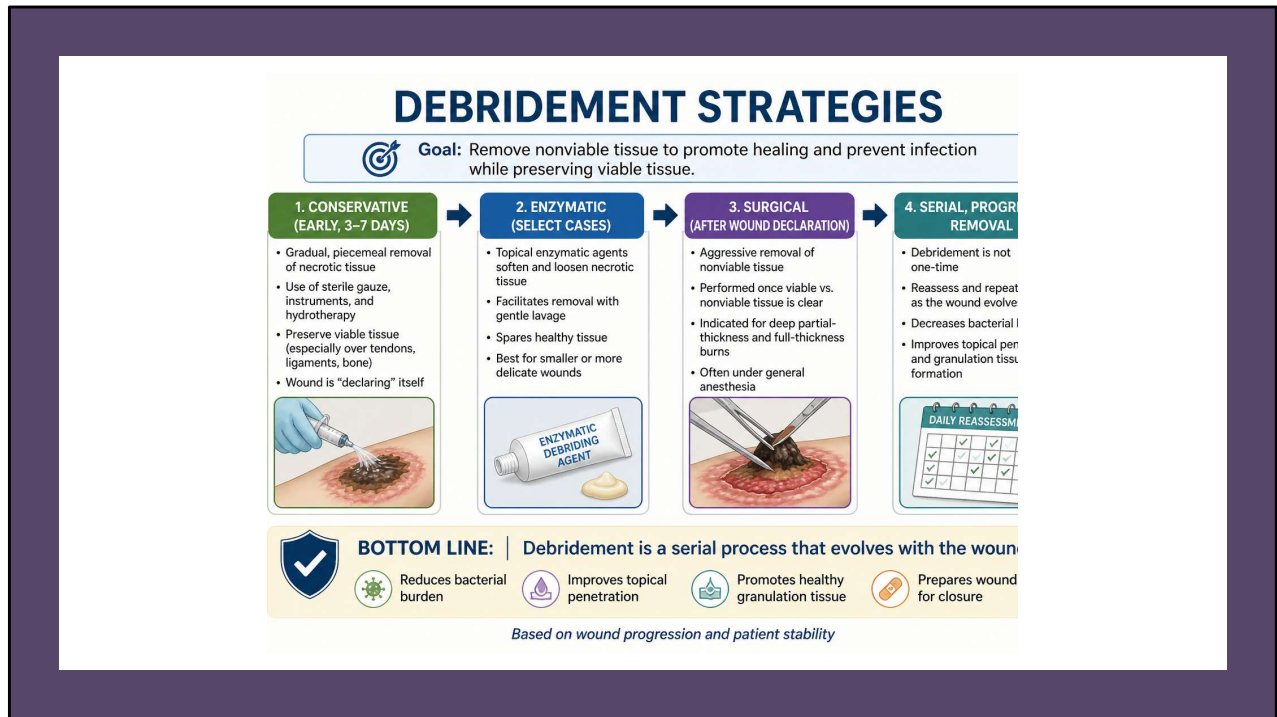 DEBRIDEMENT STRATEGIES
Goal: Remove nonviable tissue to promote healing and prevent infection
while preserving viable tissue.
1. CONSERVATIVE
(EARLY, 3–7 DAYS)
• Gradual, piecemeal removal
of necrotic tissue
• Use of sterile gauze,
instruments, and
hydrotherapy
• Preserve viable tissue
(especially over tendons,
ligaments, bone)
• Wound is “declaring” itself
2. ENZYMATIC
(SELECT CASES)
• Topical enzymatic agents
soften and loosen necrotic
tissue
• Facilitates removal with
gentle lavage
• Spares healthy tissue
• Best for smaller or more
delicate wounds
ENZYMATIC
DEBRIDING
AGENT
3. SURGICAL
(AFTER WOUND DECLARATION)
• Aggressive removal of
nonviable tissue
• Performed once viable vs.
nonviable tissue is clear
• Indicated for deep partial-
thickness and full-thickness
burns
• Often under general
anesthesia
4. SERIAL, PROGR
REMOVAL
• Debridement is not
one-time
• Reassess and repeat
as the wound evolve
• Decreases bacterial
• Improves topical pen
and granulation tissu
formation
DAILY REASSESSM
BOTTOM LINE: | Debridement is a serial process that evolves with the woun
Reduces bacterial
burden
Improves topical
penetration
Promotes healthy
granulation tissue
Prepares wound
for closure
Based on wound progression and patient stability